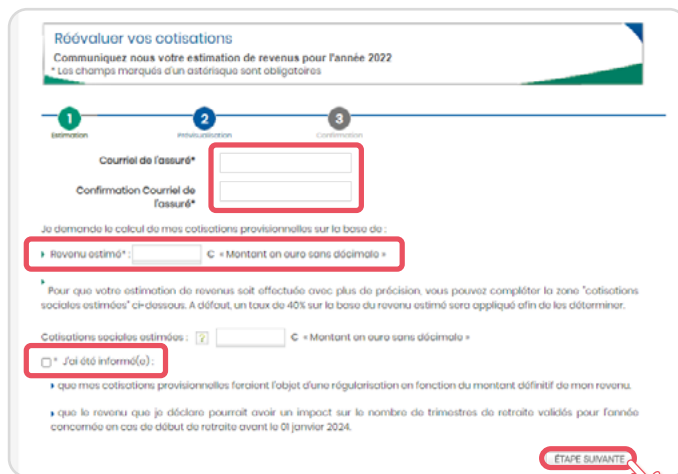 Réévaluer vos cotisations
Communiquez nous votre estimation de revenus pour l'année 2022
* Les champs marqués d'un astérisque sont obligatoires
1 2 3
Estimation Prévisualisation Confirmation
Courriel de l'assuré*
Confirmation Courriel de
l'assuré*
Je demande le calcul de mes cotisations provisionnelles sur la base de :
Revenu estimé* : € « Montant en euro sans décimale »
Pour que votre estimation de revenus soit effectuée avec plus de précision, vous pouvez compléter la zone "cotisations
sociales estimées" ci-dessous. A défaut, un taux de 40% sur la base du revenu estimé sera appliqué afin de les déterminer.
Cotisations sociales estimées : ? € « Montant en euro sans décimale »
* J'ai été informé(e) :
que mes cotisations provisionnelles feraient l'objet d'une régularisation en fonction du montant définitif de mon revenu.
que le revenu que je déclare pourrait avoir un impact sur le nombre de trimestres de retraite validés pour l'année
concernée en cas de début de retraite avant le 01 janvier 2024.
ÉTAPE SUIVANTE